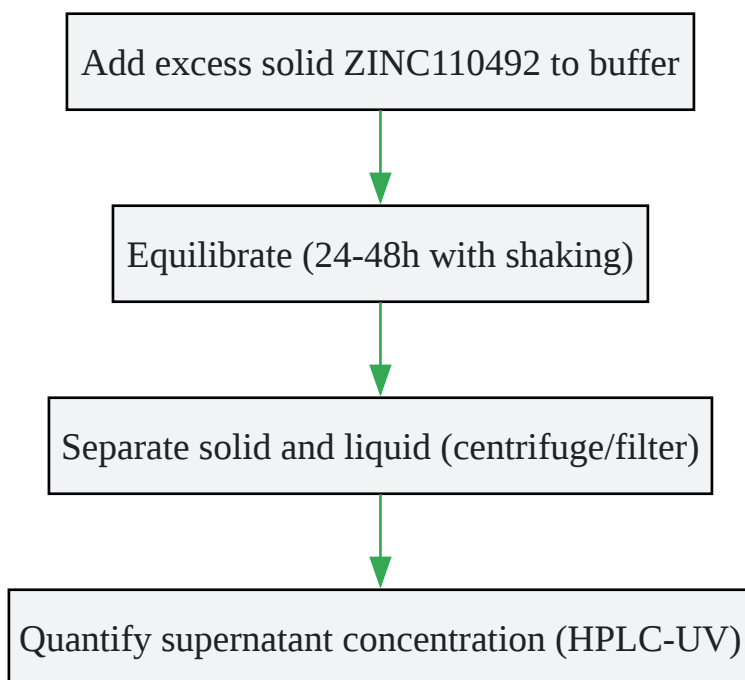 Add excess solid ZINC110492 to buffer
Equilibrate (24-48h with shaking)
Separate solid and liquid (centrifuge/filter)
Quantify supernatant concentration (HPLC-UV)